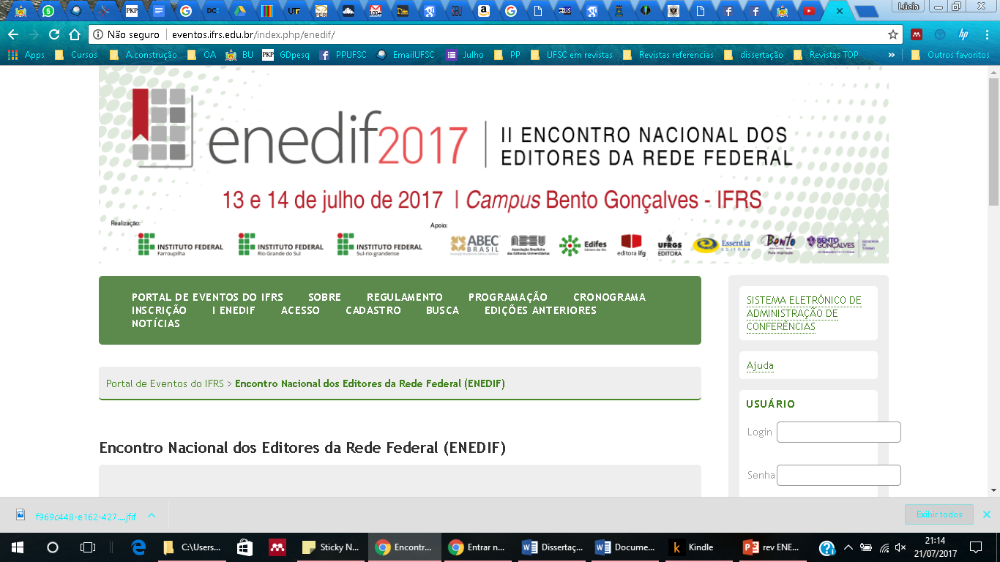 Lúcia
Não seguro
eventos.ifrs.edu.br/index.php/enedif/
Apps
Cursos
A.construção
OA
BU
PKP
GDpesq
PPUFSC
EmailUFSC
Julho
PP
UFSC em revistas
Revistas referencias
dissertação
Revistas TOP
»
Outros favoritos
enedif2017
II ENCONTRO NACIONAL DOS
EDITORES DA REDE FEDERAL
13 e 14 de julho de 2017 | Campus Bento Gonçalves - IFRS
Realização:
Apoio:
INSTITUTO FEDERAL
Farroupilha
INSTITUTO FEDERAL
Rio Grande do Sul
INSTITUTO FEDERAL
Sul-rio-grandense
ABEC
BRASIL
Associação Brasileira
das Editoras Universitárias
Edifes
editora ifg
UFRGS
EDITORA
Essentia
EDITORA
Bento
BENTO
GONÇALVES
PORTAL DE EVENTOS DO IFRS SOBRE REGULAMENTO PROGRAMAÇÃO CRONOGRAMA
INSCRIÇÃO I ENEDIF ACESSO CADASTRO BUSCA EDIÇÕES ANTERIORES
NOTÍCIAS
Portal de Eventos do IFRS > Encontro Nacional dos Editores da Rede Federal (ENEDIF)
Encontro Nacional dos Editores da Rede Federal (ENEDIF)
SISTEMA ELETRÔNICO DE
ADMINISTRAÇÃO DE
CONFERÊNCIAS
Ajuda
USUÁRIO
Login
Senha
f969c448-e162-427....jfif
Exibir todos
C:\Users...
Sticky N...
Encontr...
Entrar n...
Dissertaç...
Docume...
Kindle
rev ENE...
21:14
21/07/2017